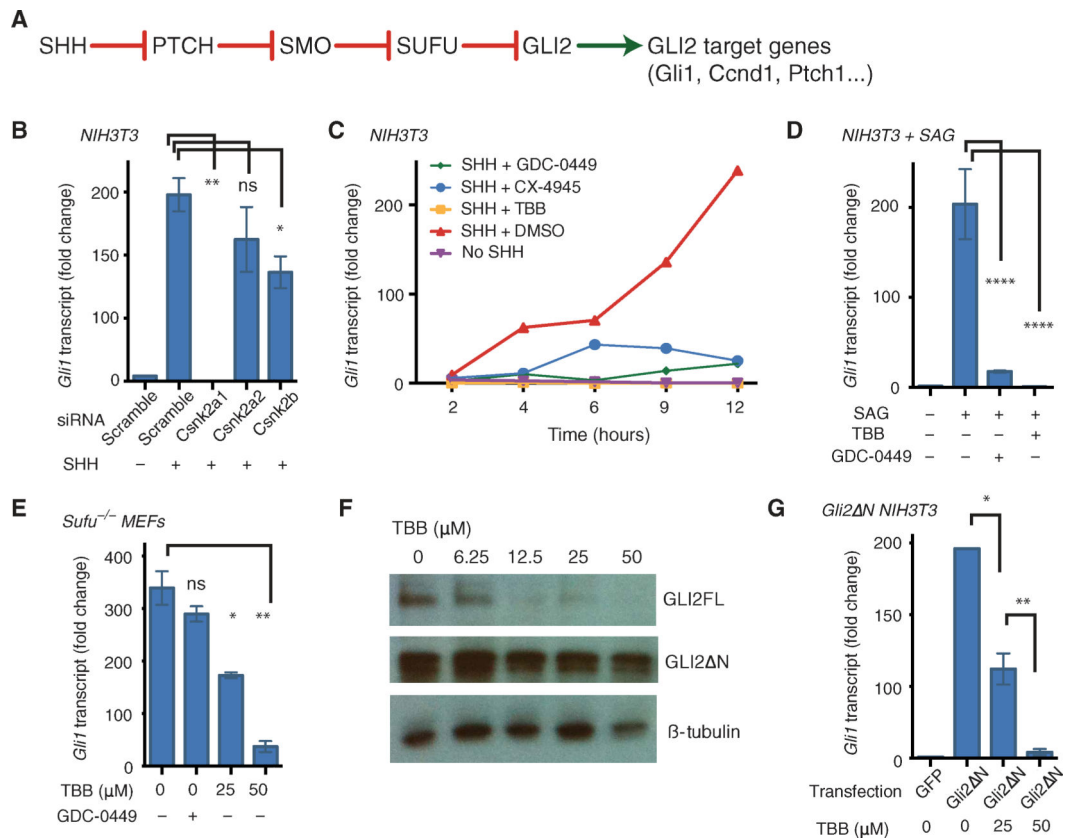 A
SHH PTCH SMO SUFU GLI2 GLI2 target genes
(Gli1, Ccnd1, Ptch1...)
B
NIH3T3
Gli1 transcript (fold change)
200
100
0
**
ns
*
siRNA
Scramble Scramble Csnk2a1 Csnk2a2 Csnk2b
SHH – + + + +
C
NIH3T3
Gli1 transcript (fold change)
200
100
0
SHH + GDC-0449
SHH + CX-4945
SHH + TBB
SHH + DMSO
No SHH
2 4 6 9 12
Time (hours)
D
NIH3T3 + SAG
Gli1 transcript (fold change)
200
100
0
****
****
SAG – + + +
TBB – – – +
GDC-0449 – – + –
E
Sufu–/– MEFs
Gli1 transcript (fold change)
400
300
200
100
0
ns
* **
TBB (µM) 0 0 25 50
GDC-0449 – + – –
F
TBB (µM)
0 6.25 12.5 25 50
GLI2FL
GLI2ΔN
ß-tubulin
G
Gli2ΔN NIH3T3
Gli1 transcript (fold change)
200
150
200
100
0
*
**
Transfection GFP Gli2ΔN Gli2ΔN Gli2ΔN
TBB (µM) 0 0 25 50